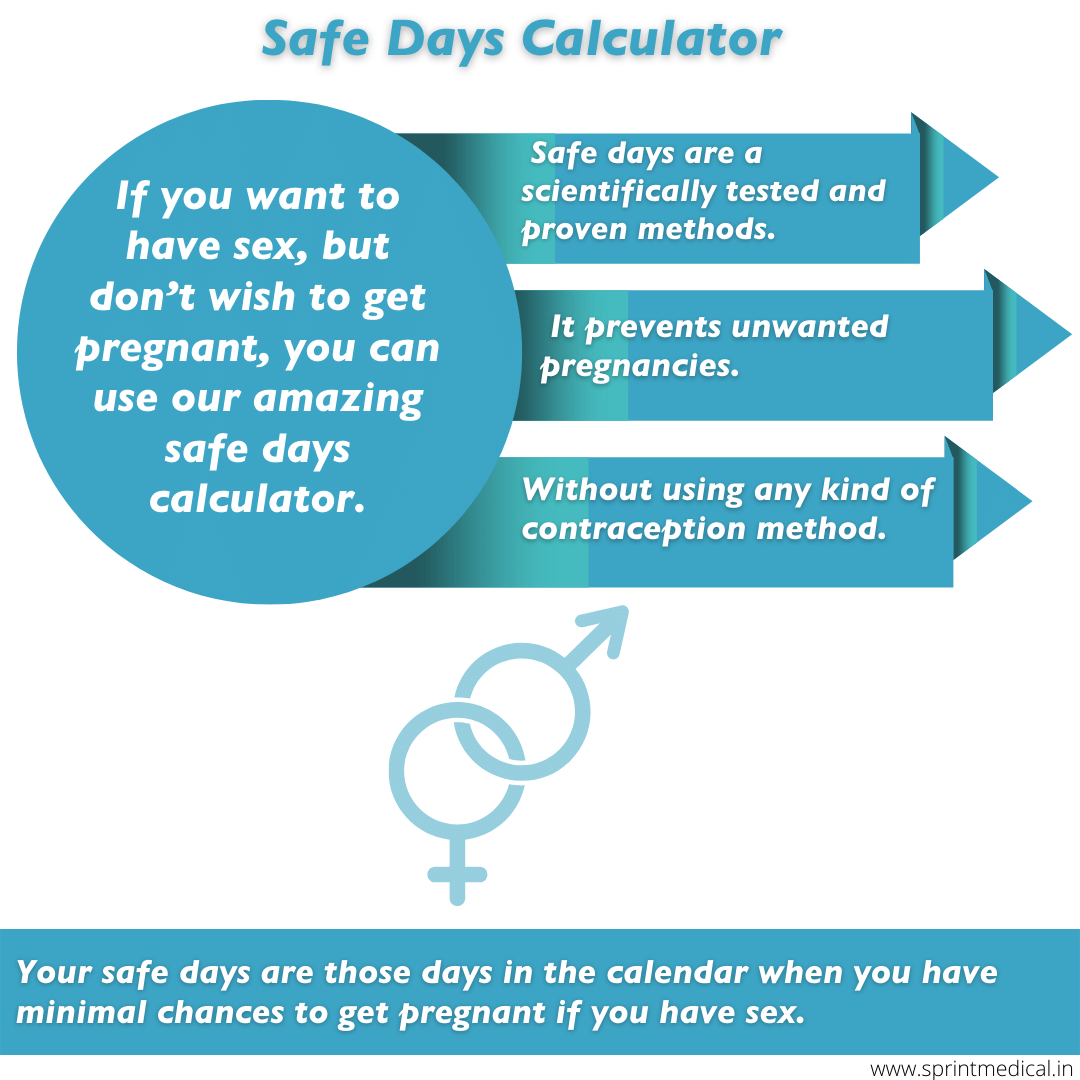 Safe Days Calculator
If you want to
have sex, but
don't wish to get
pregnant, you can
use our amazing
safe days
calculator.
Safe days are a
scientifically tested and
proven methods.
It prevents unwanted
pregnancies.
Without using any kind of
contraception method.
Your safe days are those days in the calendar when you have
minimal chances to get pregnant if you have sex.
www.sprintmedical.in